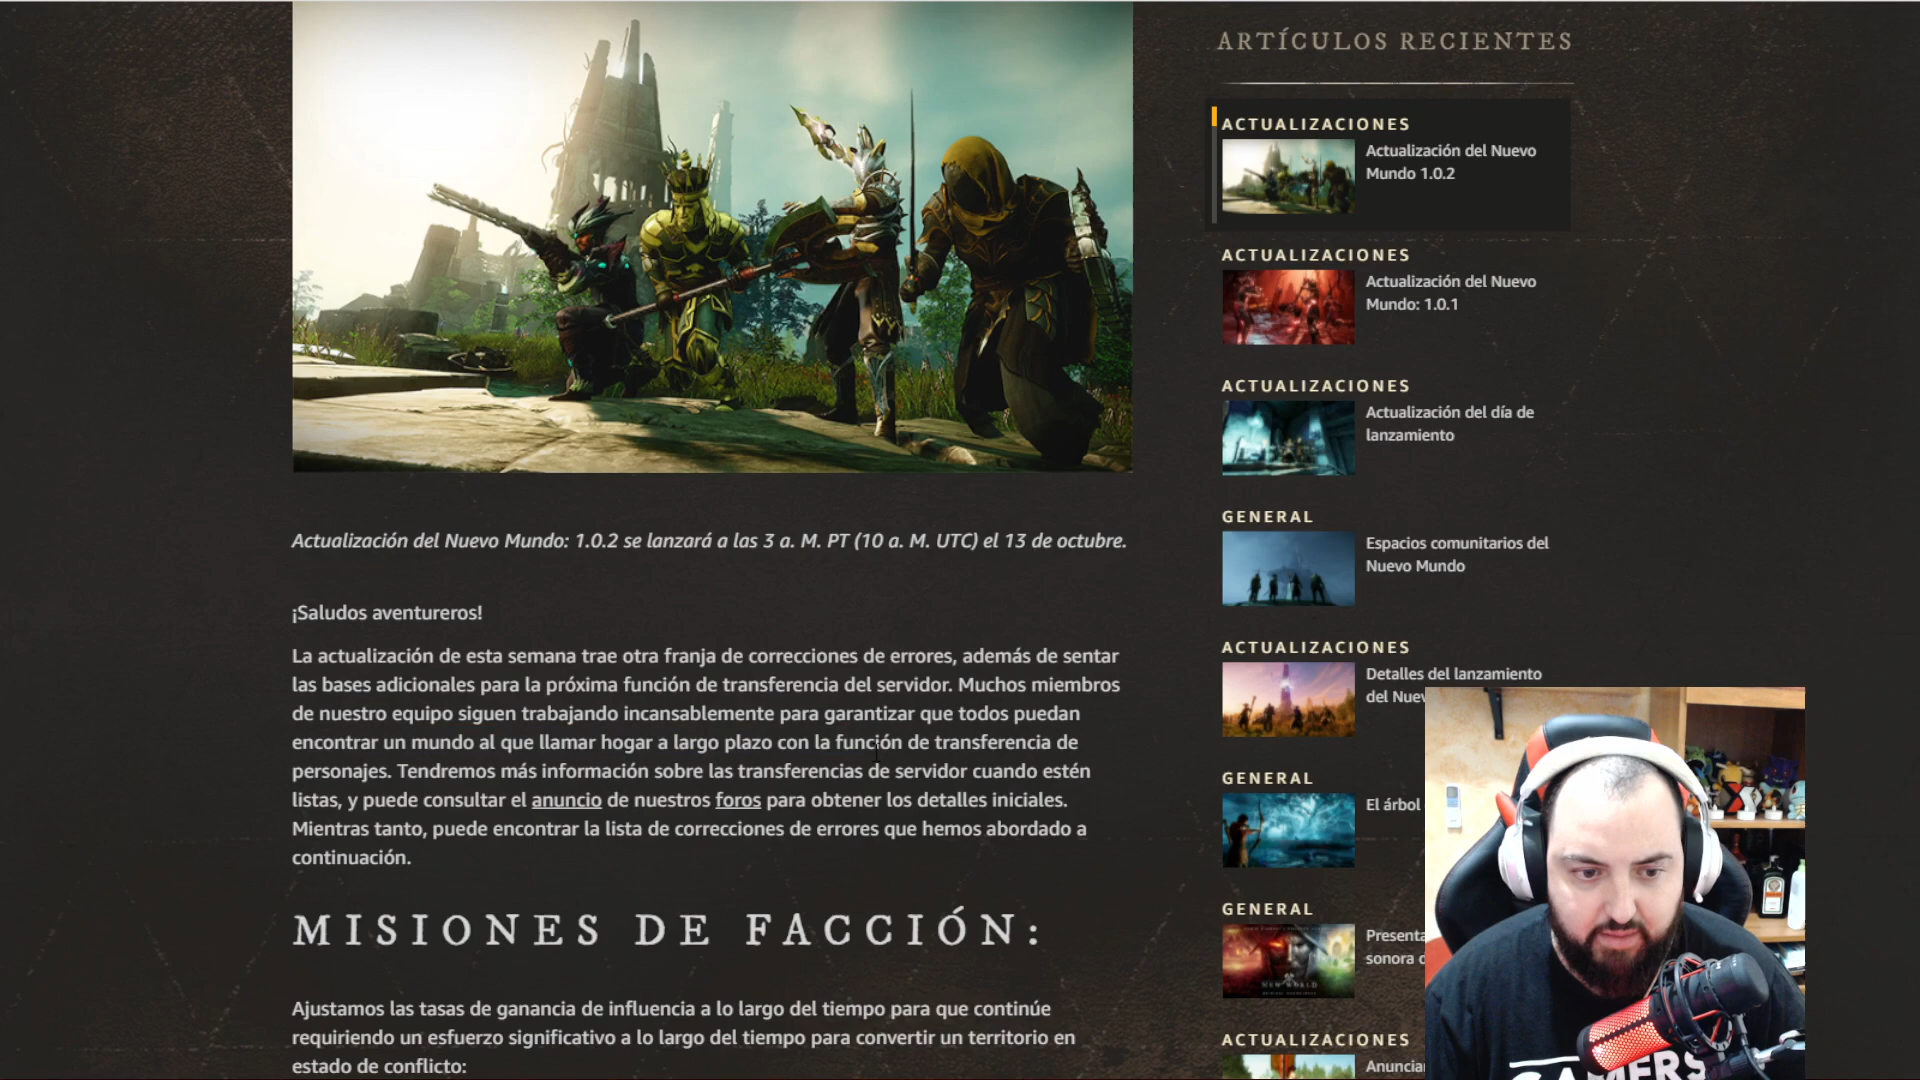 Actualización del Nuevo Mundo: 1.0.2 se lanzará a las 3 a. M. PT (10 a. M. UTC) el 13 de octubre.
¡Saludos aventureros!
La actualización de esta semana trae otra franja de correcciones de errores, además de sentar
las bases adicionales para la próxima función de transferencia del servidor. Muchos miembros
de nuestro equipo siguen trabajando incansablemente para garantizar que todos puedan
encontrar un mundo al que llamar hogar a largo plazo con la función de transferencia de
personajes. Tendremos más información sobre las transferencias de servidor cuando estén
listas, y puede consultar el anuncio de nuestros foros para obtener los detalles iniciales.
Mientras tanto, puede encontrar la lista de correcciones de errores que hemos abordado a
continuación.
MISIONES DE FACCIÓN:
Ajustamos las tasas de ganancia de influencia a lo largo del tiempo para que continúe
requiriendo un esfuerzo significativo a lo largo del tiempo para convertir un territorio en
estado de conflicto:
ARTÍCULOS RECIENTES
ACTUALIZACIONES
Actualización del Nuevo
Mundo 1.0.2
ACTUALIZACIONES
Actualización del Nuevo
Mundo: 1.0.1
ACTUALIZACIONES
Actualización del día de
lanzamiento
GENERAL
Espacios comunitarios del
Nuevo Mundo
ACTUALIZACIONES
Detalles del lanzamiento
del Nuev
GENERAL
El árbol
GENERAL
NEW WORLD
Presenta
sonora
ACTUALIZACIONES
Anuncia
GAMERS